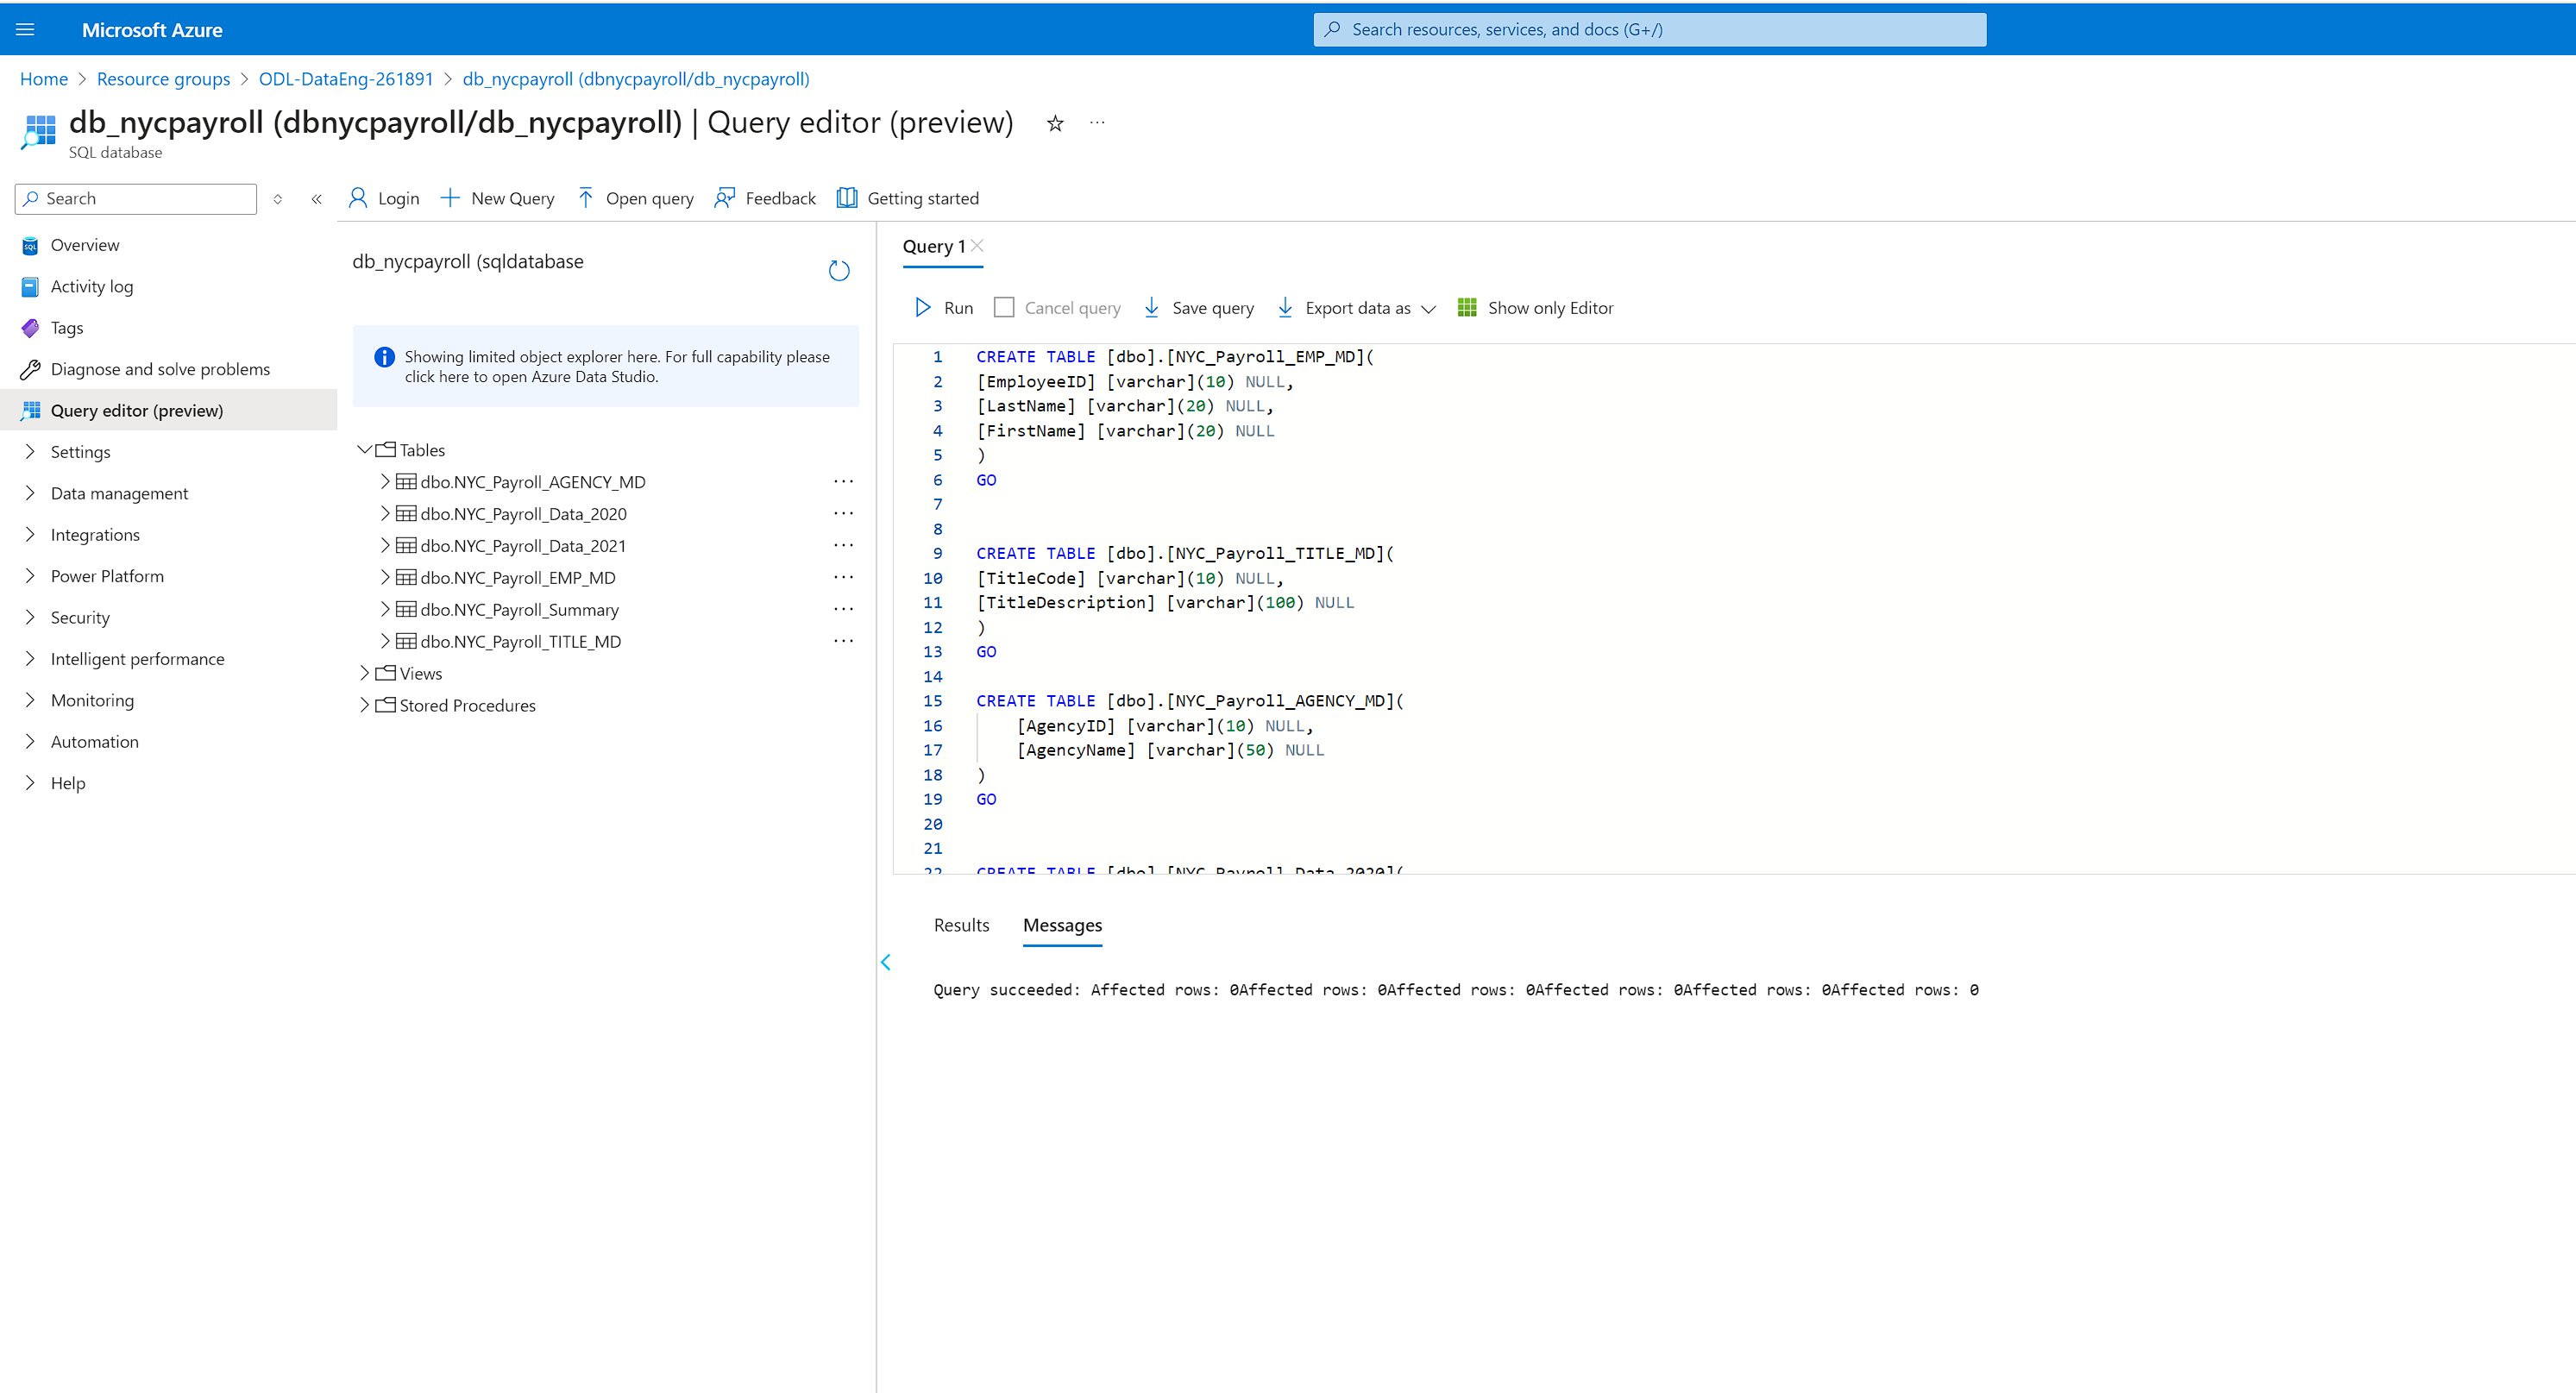 Microsoft Azure
Search resources, services, and docs (G+/)
Home > Resource groups > ODL-DataEng-261891 > db_nycpayroll (dbnycpayroll/db_nycpayroll)
db_nycpayroll (dbnycpayroll/db_nycpayroll) | Query editor (preview)
SQL database
Search
Overview
Activity log
Tags
Diagnose and solve problems
Query editor (preview)
Settings
Data management
Integrations
Power Platform
Security
Intelligent performance
Monitoring
Automation
Help
Login
New Query
Open query
Feedback
Getting started
db_nycpayroll (sqldatabase
Showing limited object explorer here. For full capability please
click here to open Azure Data Studio.
Tables
dbo.NYC_Payroll_AGENCY_MD
dbo.NYC_Payroll_Data_2020
dbo.NYC_Payroll_Data_2021
dbo.NYC_Payroll_EMP_MD
dbo.NYC_Payroll_Summary
dbo.NYC_Payroll_TITLE_MD
Views
Stored Procedures
Query 1
Run
Cancel query
Save query
Export data as
Show only Editor
1 CREATE TABLE [dbo].[NYC_Payroll_EMP_MD](
2 [EmployeeID] [varchar](10) NULL,
3 [LastName] [varchar](20) NULL,
4 [FirstName] [varchar](20) NULL
5 )
6 GO
7
8
9 CREATE TABLE [dbo].[NYC_Payroll_TITLE_MD](
10 [TitleCode] [varchar](10) NULL,
11 [TitleDescription] [varchar](100) NULL
12 )
13 GO
14
15 CREATE TABLE [dbo].[NYC_Payroll_AGENCY_MD](
16 [AgencyID] [varchar](10) NULL,
17 [AgencyName] [varchar](50) NULL
18 )
19 GO
20
21
22 CREATE TABLE [dbo].[NYC_Payroll_Data_2020](
Results
Messages
Query succeeded: Affected rows: 0Affected rows: 0Affected rows: 0Affected rows: 0Affected rows: 0Affected rows: 0